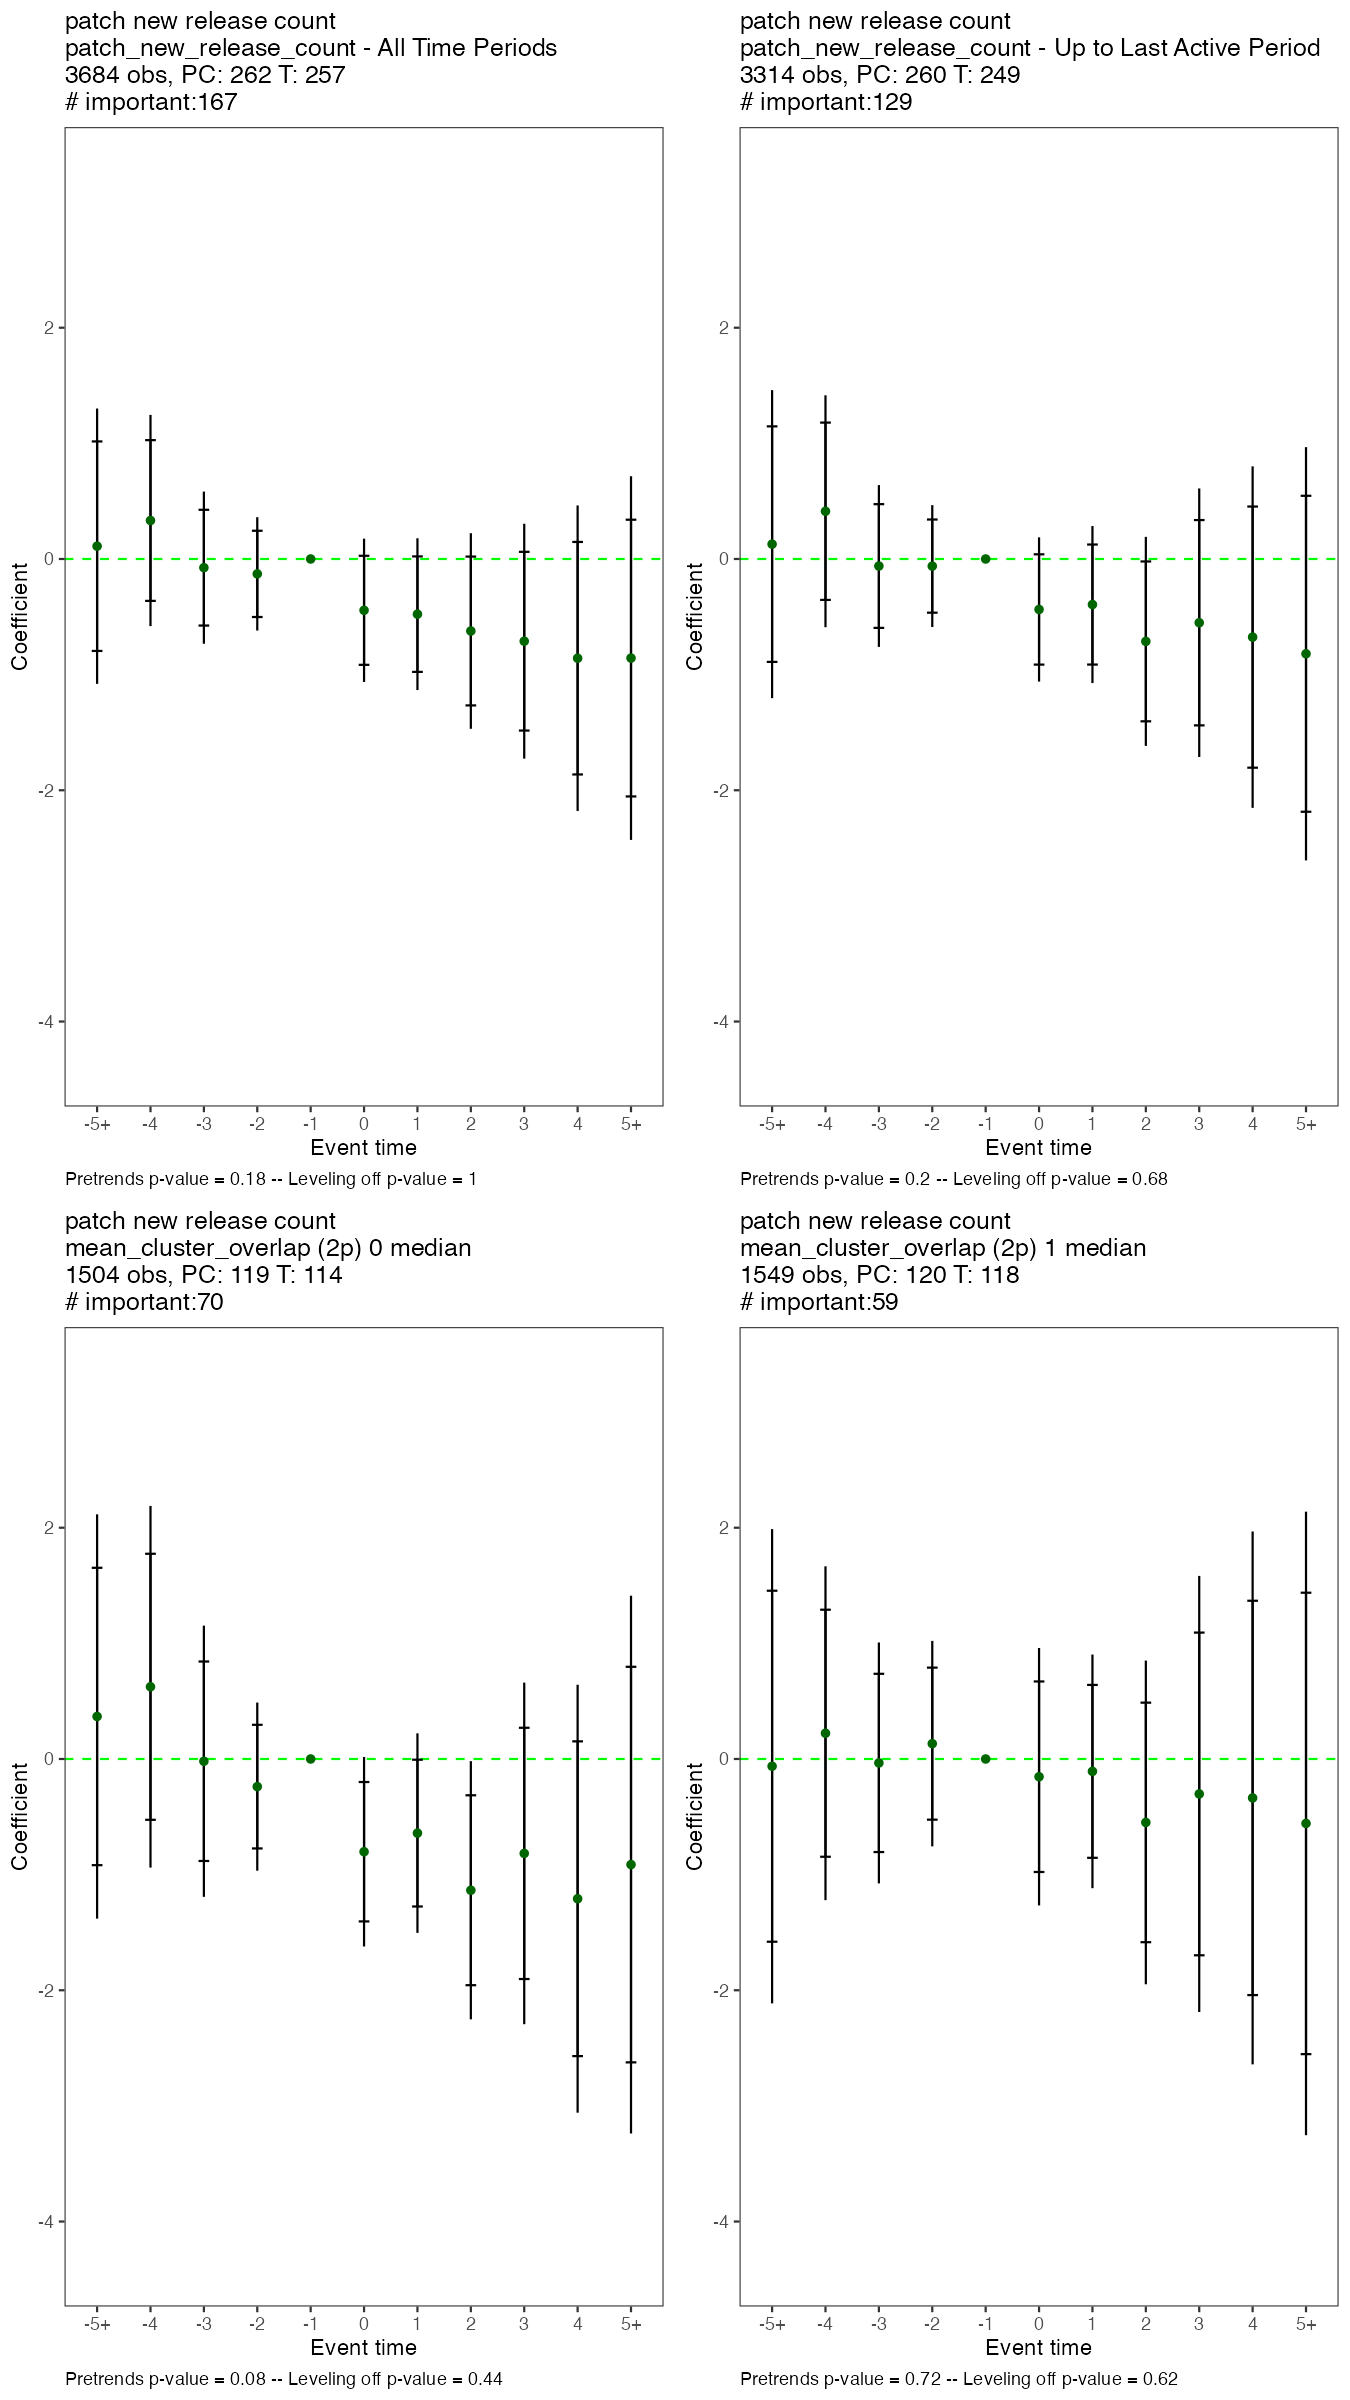 patch new release count
patch_new_release_count - All Time Periods
3684 obs, PC: 262 T: 257
# important:167
2
0
-2
-4
Coefficient
-5+ -4 -3 -2 -1 0 1 2 3 4 5+
Event time
Pretrends p-value = 0.18 -- Leveling off p-value = 1
patch new release count
patch_new_release_count - Up to Last Active Period
3314 obs, PC: 260 T: 249
# important:129
2
0
-2
-4
Coefficient
-5+ -4 -3 -2 -1 0 1 2 3 4 5+
Event time
Pretrends p-value = 0.2 -- Leveling off p-value = 0.68
patch new release count
mean_cluster_overlap (2p) 0 median
1504 obs, PC: 119 T: 114
# important:70
2
0
-2
-4
Coefficient
-5+ -4 -3 -2 -1 0 1 2 3 4 5+
Event time
Pretrends p-value = 0.08 -- Leveling off p-value = 0.44
patch new release count
mean_cluster_overlap (2p) 1 median
1549 obs, PC: 120 T: 118
# important:59
2
0
-2
-4
Coefficient
-5+ -4 -3 -2 -1 0 1 2 3 4 5+
Event time
Pretrends p-value = 0.72 -- Leveling off p-value = 0.62